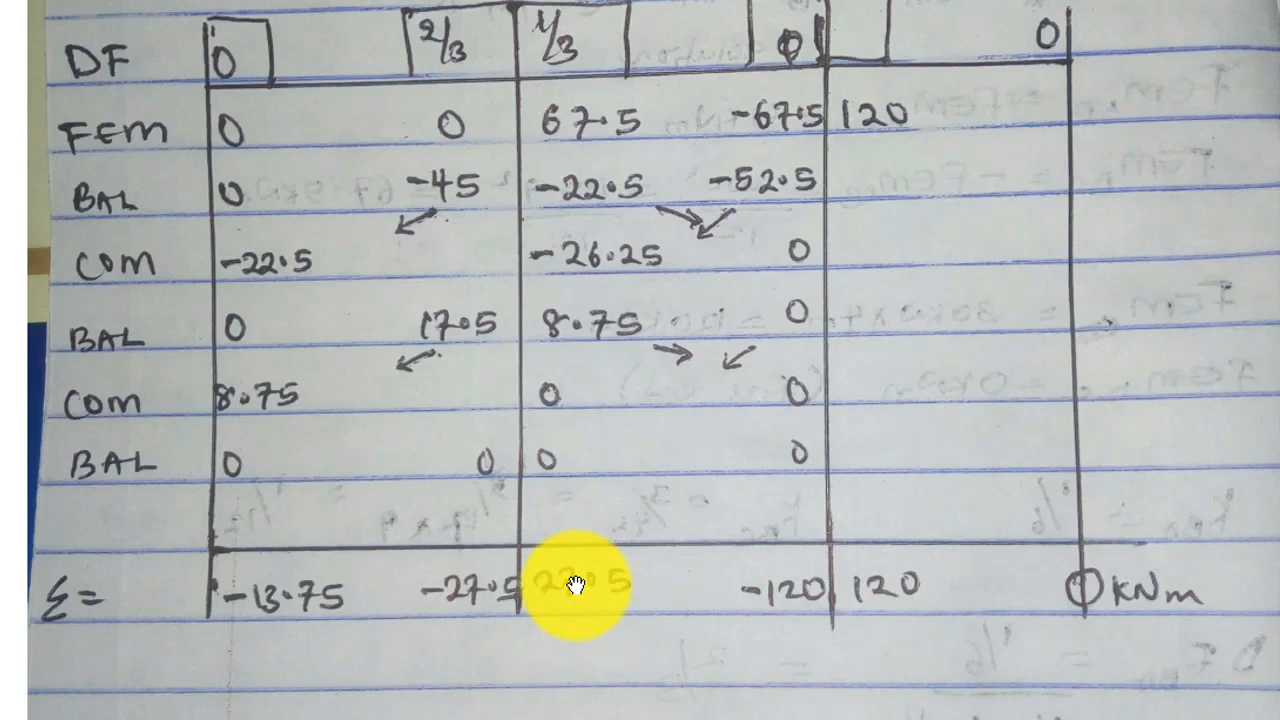 DF 0 2/3 1/3 0 0
FEM 0 0 67.5 -67.5 120
BAL 0 -45 -22.5 -52.5
COM -22.5 -26.25 0
BAL 0 17.5 8.75 0
COM 8.75 0 0
BAL 0 0 0 0
Σ= -13.75 -27.5 27.5 -120 120 0 KNm